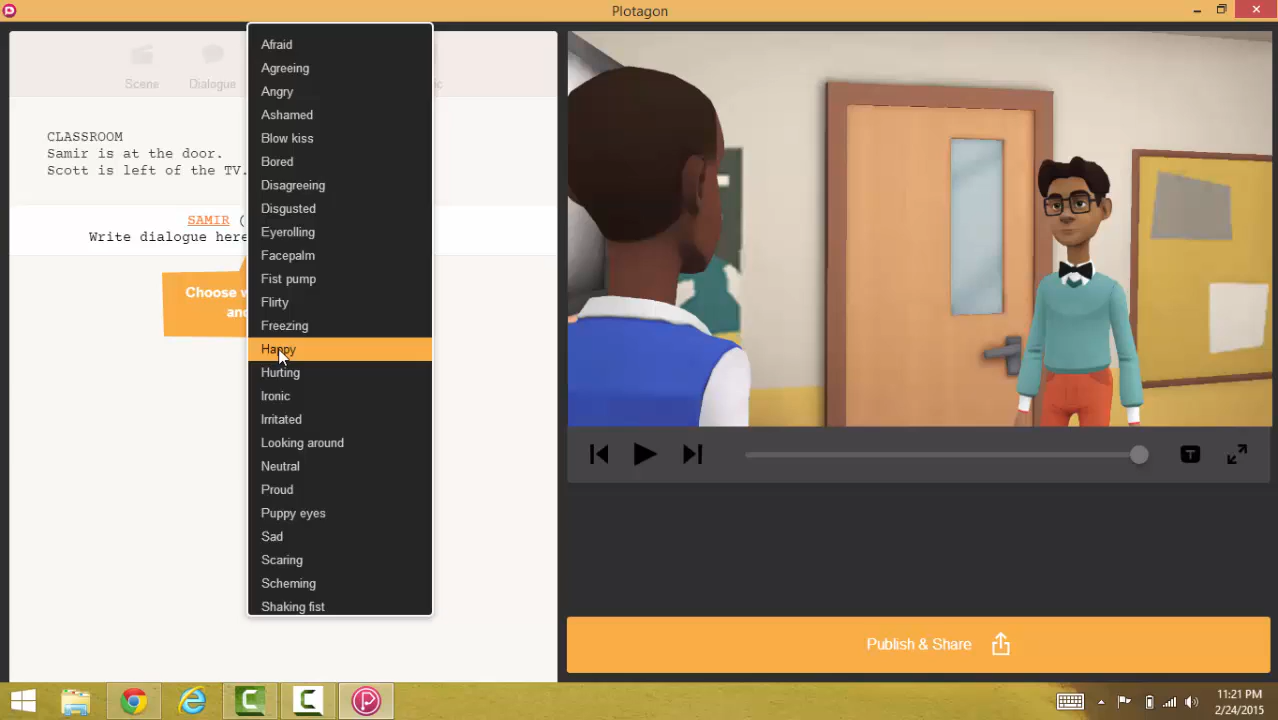 Plotagon
Scene
Dialogue
ic
CLASSROOM
Samir is at the door.
Scott is left of the TV.
SAMIR (
Write dialogue here
Choose w
and
Afraid
Agreeing
Angry
Ashamed
Blow kiss
Bored
Disagreeing
Disgusted
Eyerolling
Facepalm
Fist pump
Flirty
Freezing
Happy
Hurting
Ironic
Irritated
Looking around
Neutral
Proud
Puppy eyes
Sad
Scaring
Scheming
Shaking fist
T
Publish & Share
11:21 PM
2/24/2015